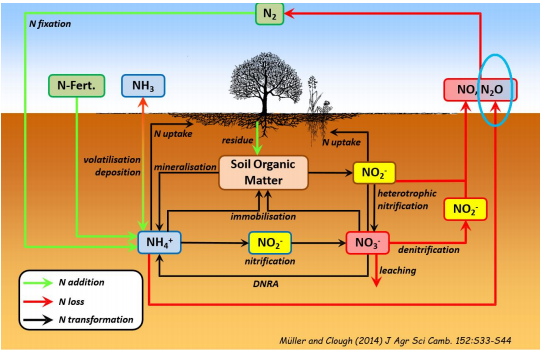 N₂
N fixation
N-Fert.
NH₃
NO, N₂O
N uptake
residue
N uptake
volatilisation
deposition
mineralisation
Soil Organic
Matter
NO₂⁻
heterotrophic
nitrification
NO₂⁻
immobilisation
NH₄⁺
NO₂⁻
NO₃⁻
nitrification
denitrification
leaching
DNRA
N addition
N loss
N transformation
Müller and Clough (2014) J Agr Sci Camb. 152:S33-S44